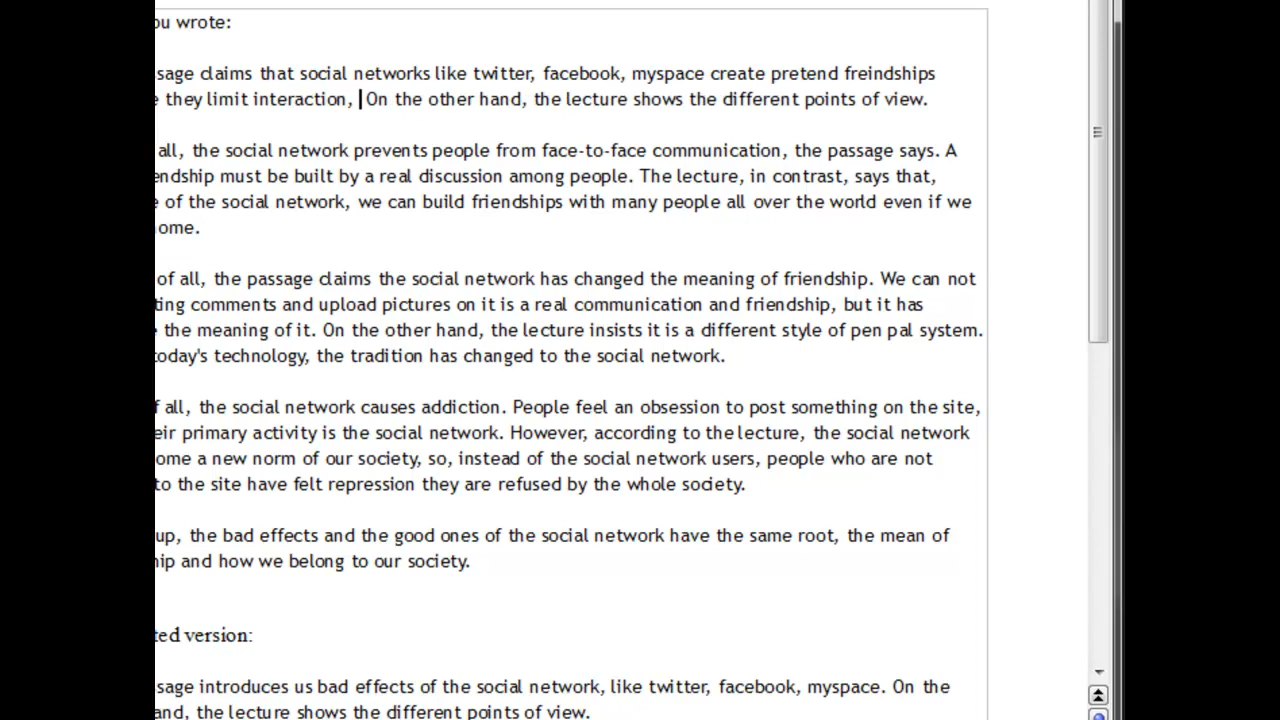 ou wrote:
sage claims that social networks like twitter, facebook, myspace create pretend freindships
e they limit interaction, On the other hand, the lecture shows the different points of view.
all, the social network prevents people from face-to-face communication, the passage says. A
endship must be built by a real discussion among people. The lecture, in contrast, says that,
e of the social network, we can build friendships with many people all over the world even if we
ome.
of all, the passage claims the social network has changed the meaning of friendship. We can not
ting comments and upload pictures on it is a real communication and friendship, but it has
e the meaning of it. On the other hand, the lecture insists it is a different style of pen pal system.
today's technology, the tradition has changed to the social network.
f all, the social network causes addiction. People feel an obsession to post something on the site,
eir primary activity is the social network. However, according to the lecture, the social network
ome a new norm of our society, so, instead of the social network users, people who are not
to the site have felt repression they are refused by the whole society.
up, the bad effects and the good ones of the social network have the same root, the mean of
hip and how we belong to our society.
ted version:
sage introduces us bad effects of the social network, like twitter, facebook, myspace. On the
and, the lecture shows the different points of view.